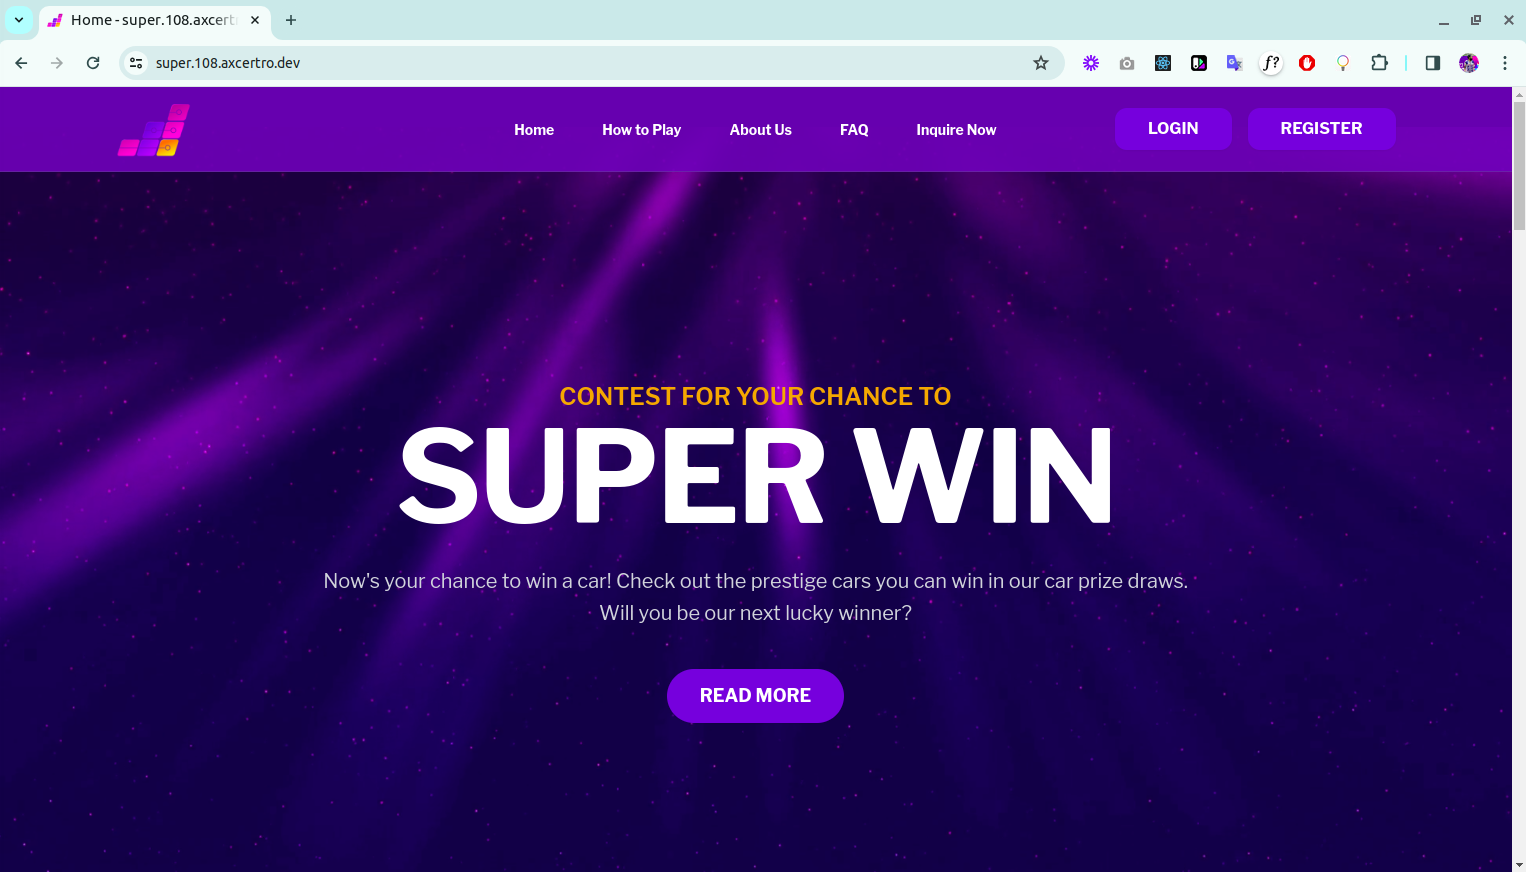 Home - super.108.axcert
super.108.axcertro.dev
f?
Home
How to Play
About Us
FAQ
Inquire Now
LOGIN
REGISTER
CONTEST FOR YOUR CHANCE TO
SUPER WIN
Now's your chance to win a car! Check out the prestige cars you can win in our car prize draws.
Will you be our next lucky winner?
READ MORE